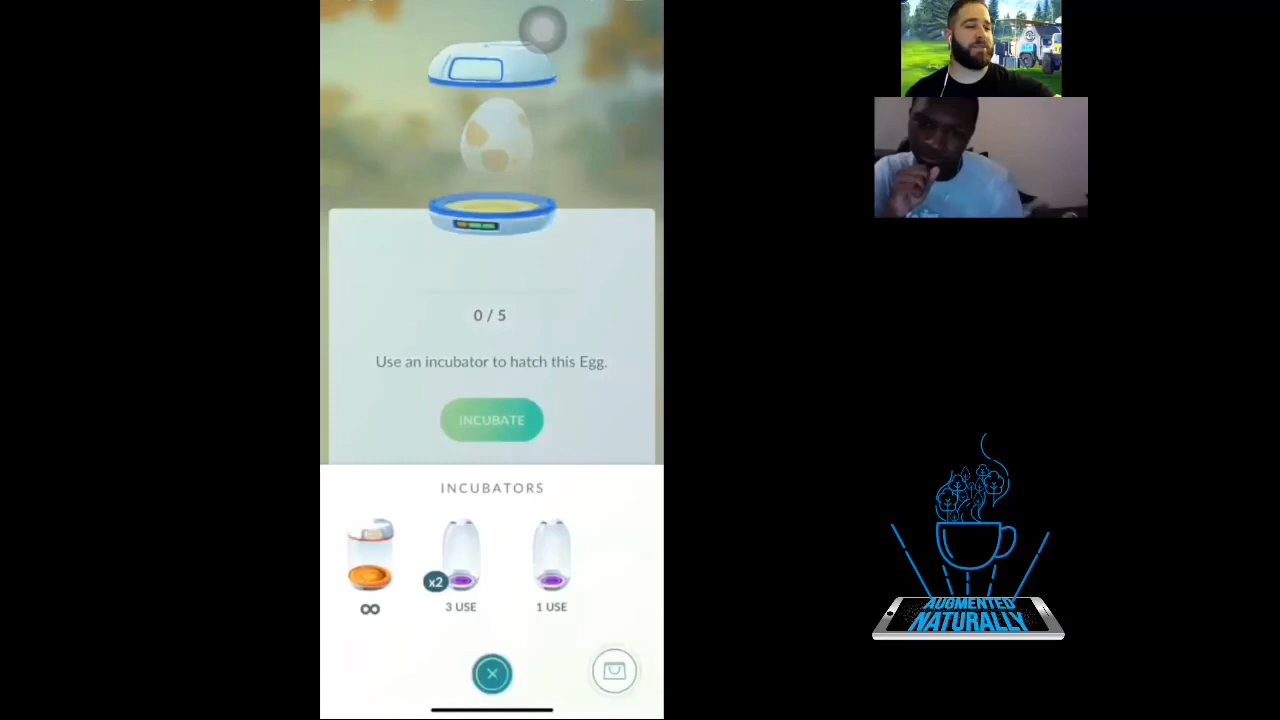 0 / 5
Use an incubator to hatch this Egg.
INCUBATE
INCUBATORS
x2
∞
3 USE
1 USE
AUGMENTED
NATURALLY